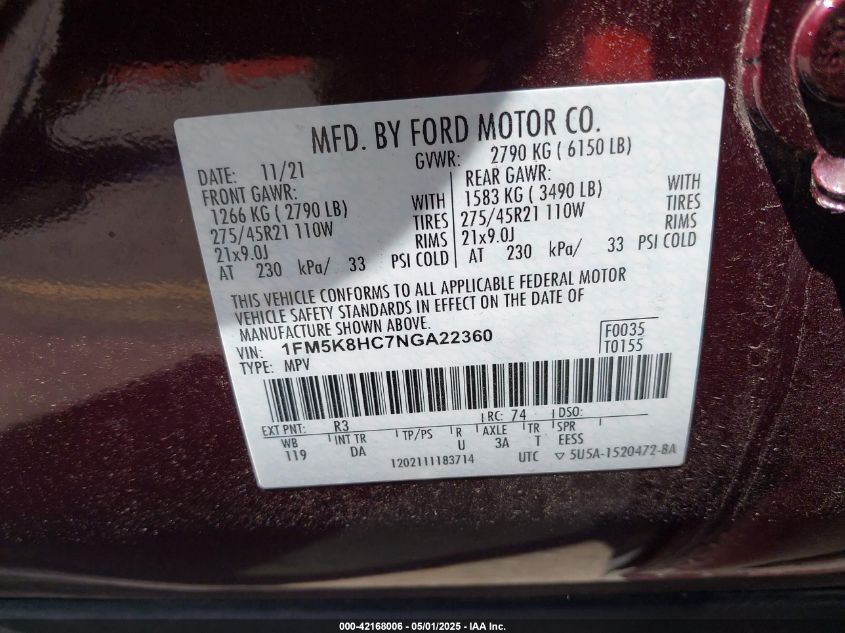 MFD. BY FORD MOTOR CO.
DATE: 11/21 GVWR: 2790 KG ( 6150 LB)
FRONT GAWR: REAR GAWR:
1266 KG ( 2790 LB) WITH 1583 KG ( 3490 LB) WITH
275/45R21 110W TIRES 275/45R21 110W TIRES
21x9.0J RIMS 21x9.0J RIMS
AT 230 kPa/ 33 PSI COLD AT 230 kPa/ 33 PSI COLD
THIS VEHICLE CONFORMS TO ALL APPLICABLE FEDERAL MOTOR
VEHICLE SAFETY STANDARDS IN EFFECT ON THE DATE OF
MANUFACTURE SHOWN ABOVE.
VIN: 1FM5K8HC7NGA22360 F0035
TYPE: MPV T0155
EXT PNT: R3 RC: 74 DSO:
WB INT TR TP/PS R AXLE TR SPR
119 DA U 3A T EESS
1202111183714 UTC ▽ 5U5A-1520472-BA
000-42168006 - 05/01/2025 - IAA Inc.